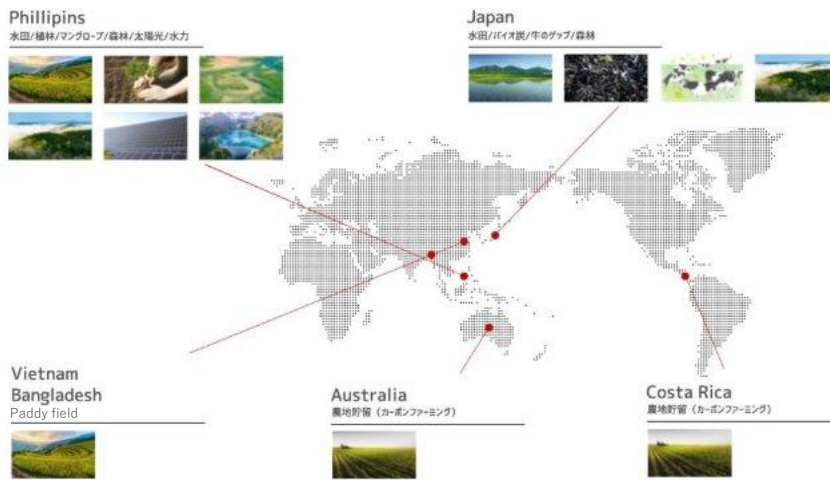 Phillipins
水田/植林/マングローブ/森林/太陽光/水力
Japan
水田/バイオ炭/牛のゲップ/森林
Vietnam
Bangladesh
Paddy field
Australia
農地貯留（カーボンファーミング）
Costa Rica
農地貯留（カーボンファーミング）